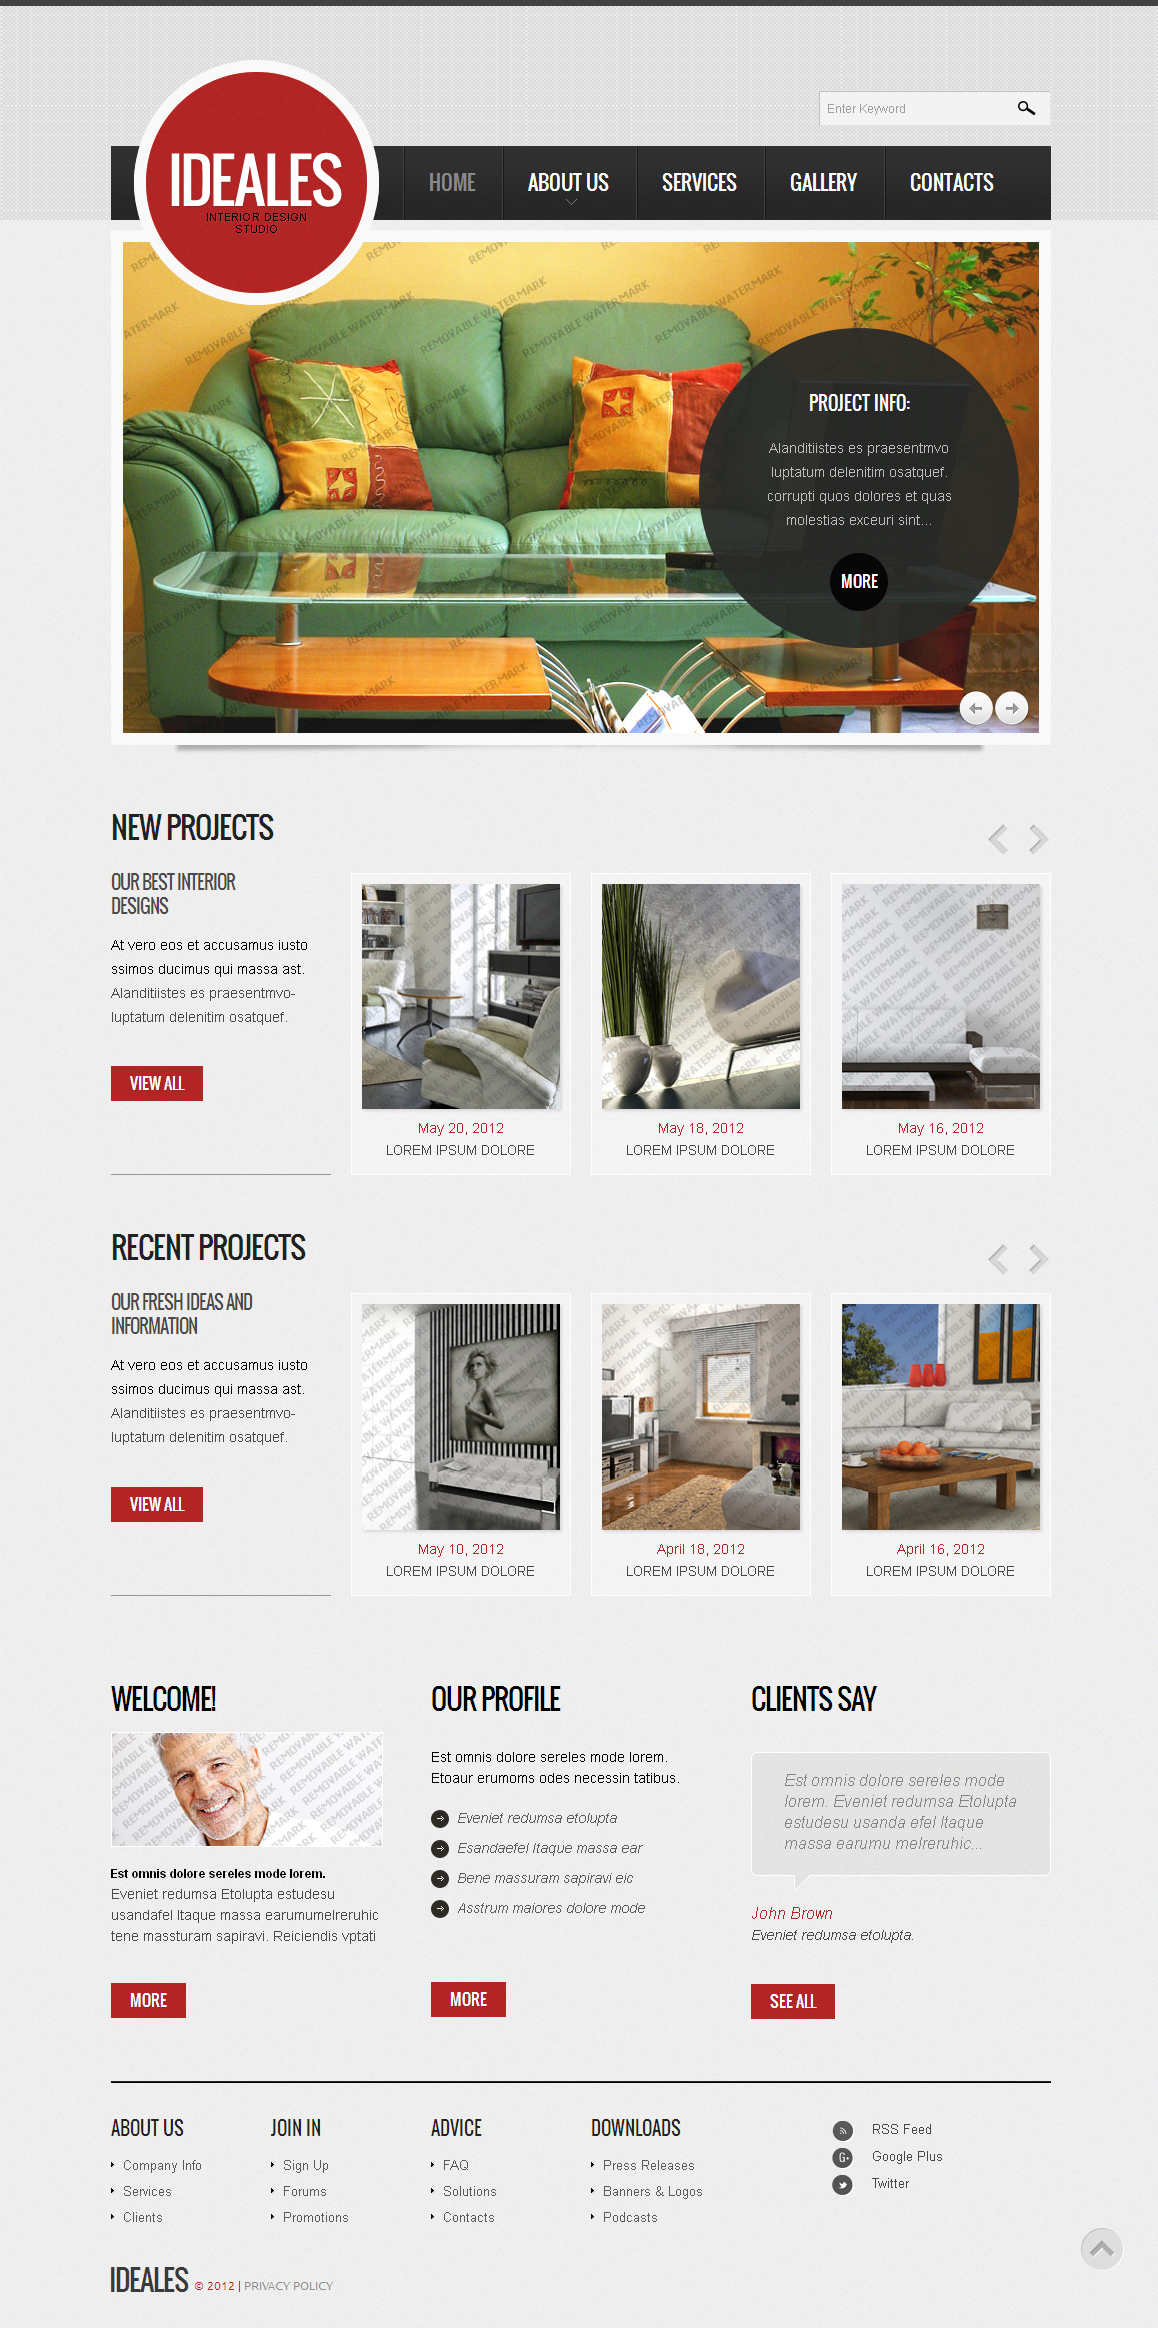 Enter Keyword
IDEALES
INTERIOR DESIGN
STUDIO
HOME
ABOUT US
SERVICES
GALLERY
CONTACTS
PROJECT INFO:
Alanditiistes es praesentmvo
luptatum delenitim osatquef.
corrupti quos dolores et quas
molestias exceuri sint...
MORE
REMOVABLE WATERMARK
NEW PROJECTS
OUR BEST INTERIOR
DESIGNS
At vero eos et accusamus iusto
ssimos ducimus qui massa ast.
Alanditiistes es praesentmvo-
luptatum delenitim osatquef.
VIEW ALL
May 20, 2012
LOREM IPSUM DOLORE
May 18, 2012
LOREM IPSUM DOLORE
May 16, 2012
LOREM IPSUM DOLORE
RECENT PROJECTS
OUR FRESH IDEAS AND
INFORMATION
At vero eos et accusamus iusto
ssimos ducimus qui massa ast.
Alanditiistes es praesentmvo-
luptatum delenitim osatquef.
VIEW ALL
May 10, 2012
LOREM IPSUM DOLORE
April 18, 2012
LOREM IPSUM DOLORE
April 16, 2012
LOREM IPSUM DOLORE
WELCOME!
Est omnis dolore sereles mode lorem.
Eveniet redumsa Etolupta estudesu
usandafel Itaque massa earumumelreruhic
tene massturam sapiravi. Reiciendis vptati
MORE
OUR PROFILE
Est omnis dolore sereles mode lorem.
Etoaur erumoms odes necessin tatibus.
Eveniet redumsa etolupta
Esandaefel Itaque massa ear
Bene massuram sapiravi eic
Asstrum maiores dolore mode
MORE
CLIENTS SAY
Est omnis dolore sereles mode
lorem. Eveniet redumsa Etolupta
estudesu usanda efel Itaque
massa earumu melreruhic...
John Brown
Eveniet redumsa etolupta.
SEE ALL
ABOUT US
Company Info
Services
Clients
JOIN IN
Sign Up
Forums
Promotions
ADVICE
FAQ
Solutions
Contacts
DOWNLOADS
Press Releases
Banners & Logos
Podcasts
RSS Feed
Google Plus
Twitter
IDEALES © 2012 | PRIVACY POLICY